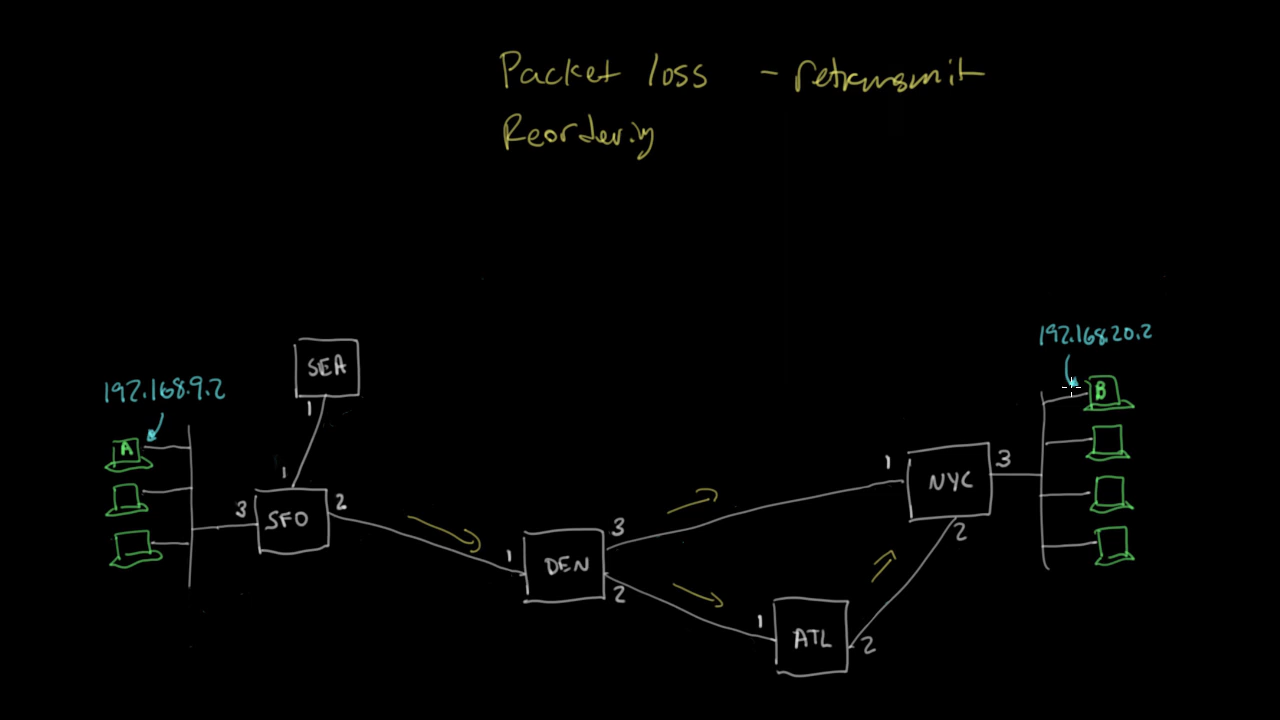 Packet loss - retransmit
Reordering
192.168.20.2
192.168.9.2
SEA
1
B
A
1
3
SFO
2
1
NYC
3
2
3
1
DEN
2
1
ATL
2